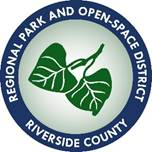 REGIONAL PARK AND OPEN-SPACE DISTRICT
RIVERSIDE COUNTY